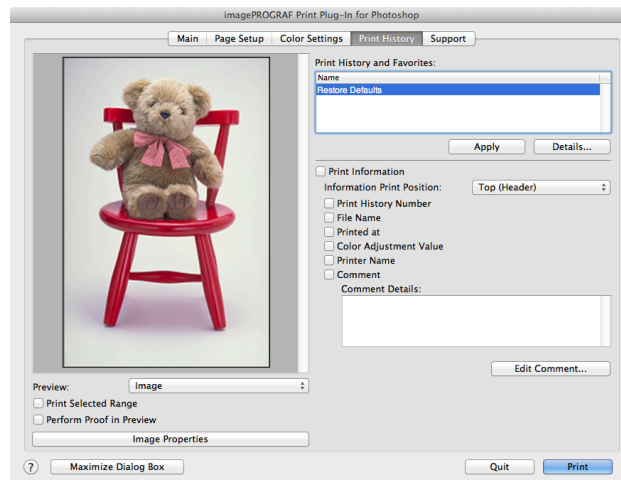 imagePROGRAF Print Plug-In for Photoshop
Main Page Setup Color Settings Print History Support
Print History and Favorites:
Name
Restore Defaults
Apply Details...
Print Information
Information Print Position: Top (Header)
Print History Number
File Name
Printed at
Color Adjustment Value
Printer Name
Comment
Comment Details:
Edit Comment...
Preview: Image
Print Selected Range
Perform Proof in Preview
Image Properties
? Maximize Dialog Box Quit Print